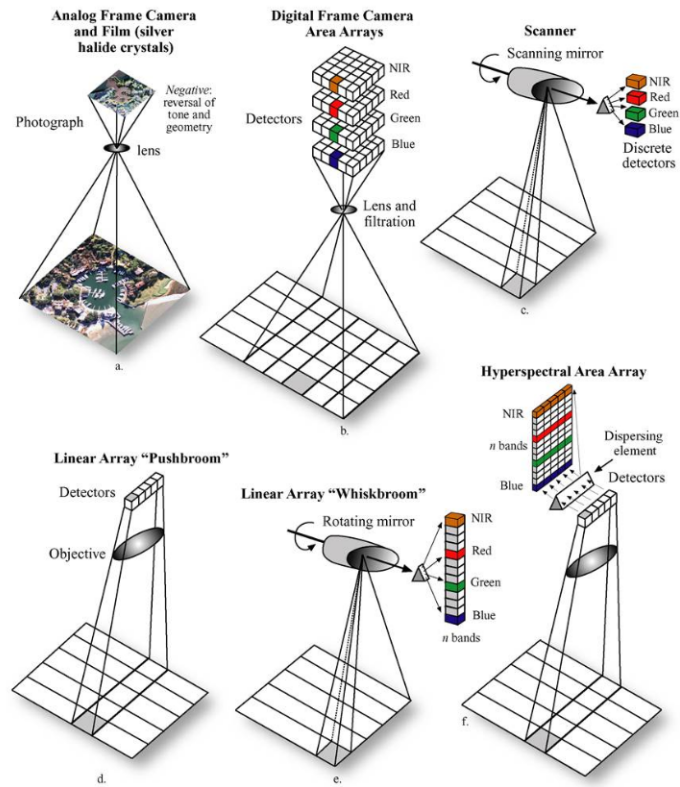 Analog Frame Camera
and Film (silver
halide crystals)
Negative:
reversal of
tone and
geometry
Photograph
lens
a.
Digital Frame Camera
Area Arrays
NIR
Red
Green
Blue
Detectors
Lens and
filtration
b.
Scanner
Scanning mirror
NIR
Red
Green
Blue
Discrete
detectors
c.
Linear Array “Pushbroom”
Detectors
Objective
d.
Linear Array “Whiskbroom”
Rotating mirror
NIR
Red
Green
Blue
n bands
e.
Hyperspectral Area Array
NIR
n bands
Blue
Dispersing
element
Detectors
f.